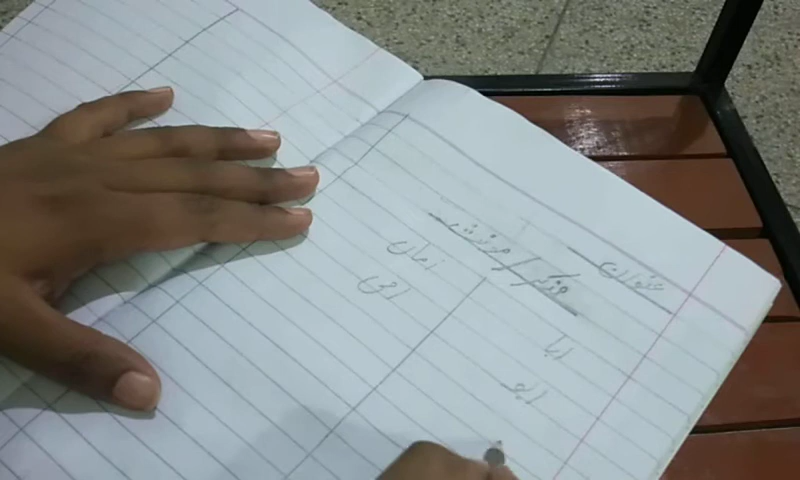 عنوان
مذکر / مونث
ابا اماں
ابو امی